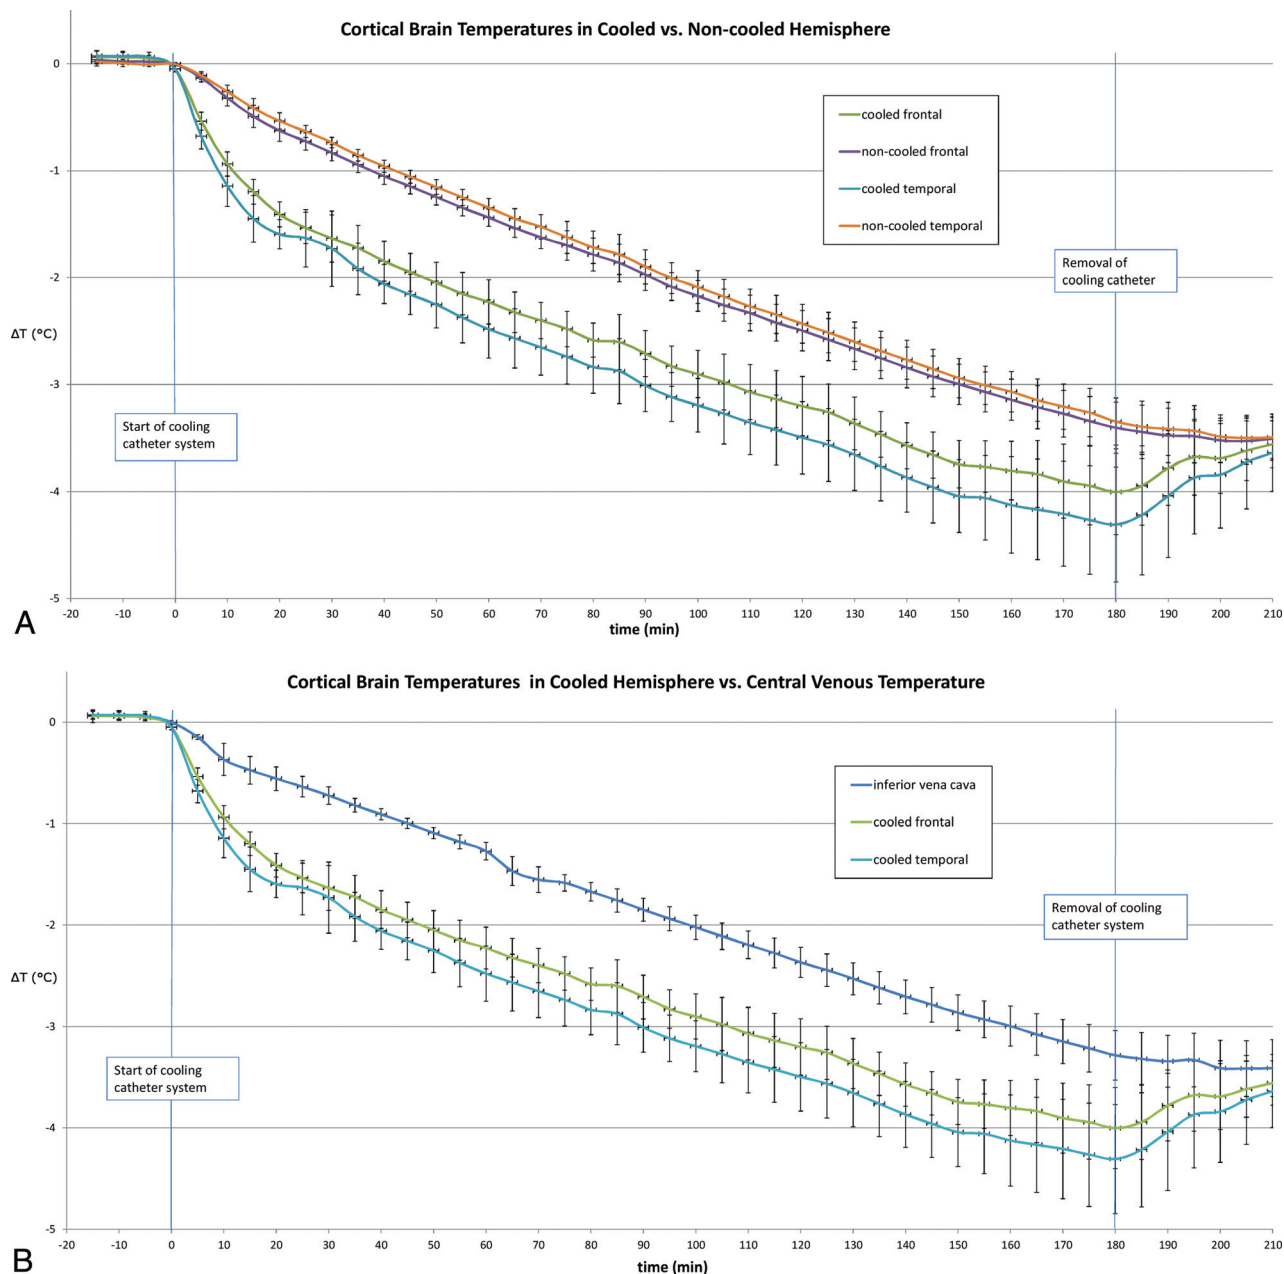 Cortical Brain Temperatures in Cooled vs. Non-cooled Hemisphere
0
cooled frontal
non-cooled frontal
-1
cooled temporal
non-cooled temporal
-2
Removal of
cooling catheter
ΔT (°C)
-3
Start of cooling
catheter system
-4
-5
-20 -10 0 10 20 30 40 50 60 70 80 90 100 110 120 130 140 150 160 170 180 190 200 210
A
time (min)
Cortical Brain Temperatures in Cooled Hemisphere vs. Central Venous Temperature
0
inferior vena cava
-1
cooled frontal
cooled temporal
-2
Removal of cooling
catheter system
ΔT (°C)
-3
Start of cooling
catheter system
-4
-5
-20 -10 0 10 20 30 40 50 60 70 80 90 100 110 120 130 140 150 160 170 180 190 200 210
B
time (min)